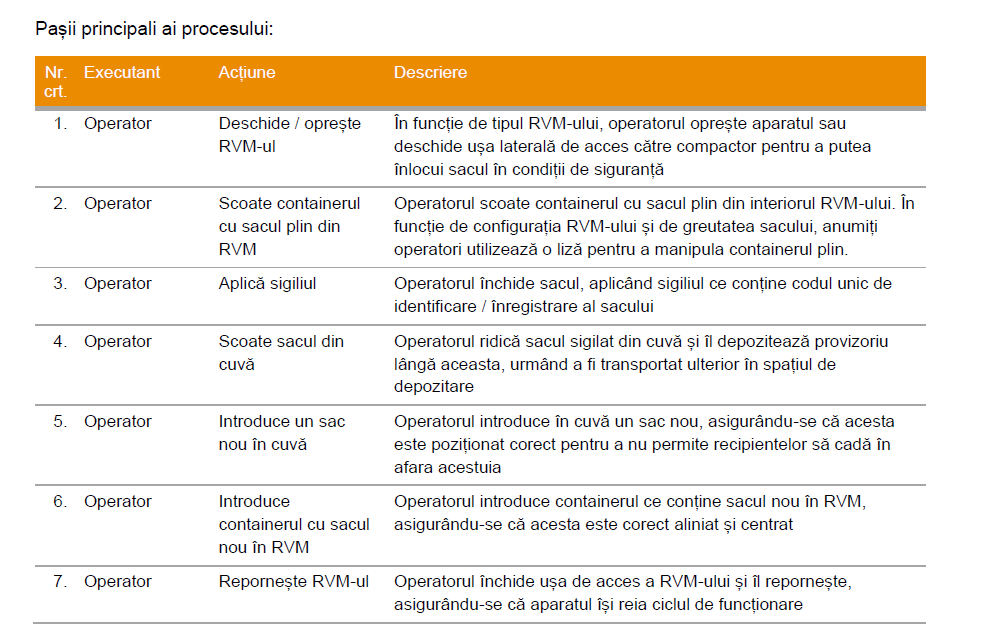 Pașii principali ai procesului:
Nr. crt. Executant Acțiune Descriere
1. Operator Deschide / oprește RVM-ul În funcție de tipul RVM-ului, operatorul oprește aparatul sau
deschide ușa laterală de acces către compactor pentru a putea
înlocui sacul în condiții de siguranță
2. Operator Scoate containerul cu sacul plin din RVM Operatorul scoate containerul cu sacul plin din interiorul RVM-ului. În
funcție de configurația RVM-ului și de greutatea sacului, anumiți
operatori utilizează o liză pentru a manipula containerul plin.
3. Operator Aplică sigiliul Operatorul închide sacul, aplicând sigiliul ce conține codul unic de
identificare / înregistrare al sacului
4. Operator Scoate sacul din cuvă Operatorul ridică sacul sigilat din cuvă și îl depozitează provizoriu
lângă aceasta, urmând a fi transportat ulterior în spațiul de
depozitare
5. Operator Introduce un sac nou în cuvă Operatorul introduce în cuvă un sac nou, asigurându-se că acesta
este poziționat corect pentru a nu permite recipientelor să cadă în
afara acestuia
6. Operator Introduce containerul cu sacul nou în RVM Operatorul introduce containerul ce conține sacul nou în RVM,
asigurându-se că acesta este corect aliniat și centrat
7. Operator Repornește RVM-ul Operatorul închide ușa de acces a RVM-ului și îl repornește,
asigurându-se că aparatul își reia ciclul de funcționare